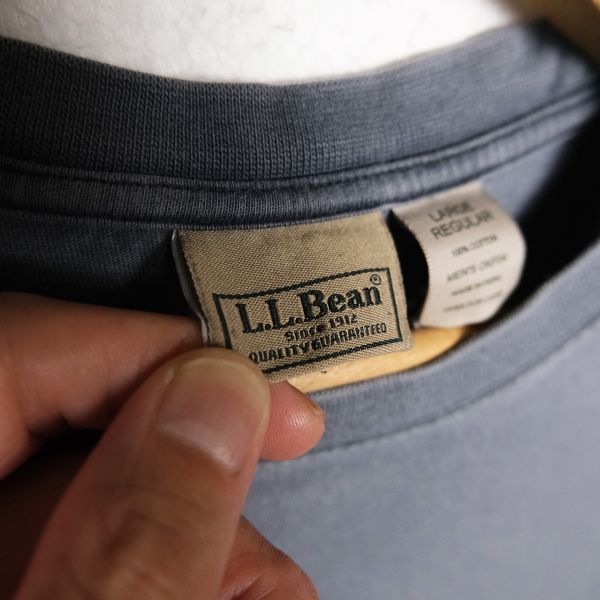 L.L.Bean®
Since 1912
QUALITY GUARANTEED
LARGE
REGULAR
100% COTTON